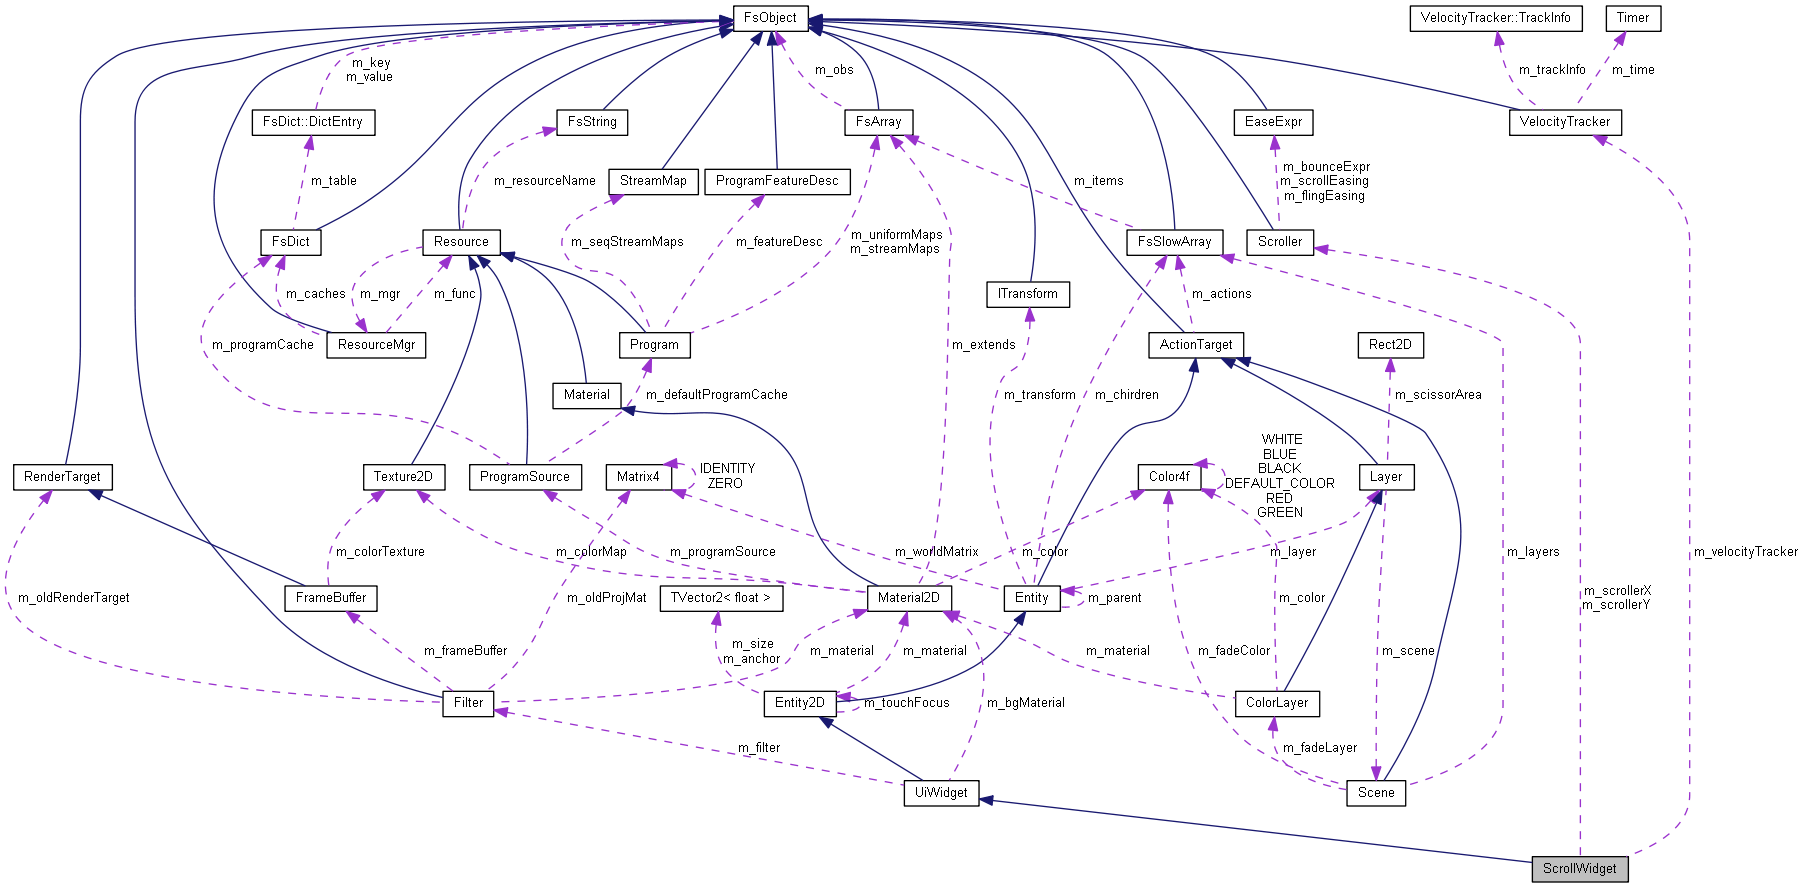 FsObject
VelocityTracker::TrackInfo
Timer
m_key
m_value
m_obs
m_trackInfo
m_time
FsDict::DictEntry
FsString
FsArray
EaseExpr
VelocityTracker
m_table
m_resourceName
StreamMap
ProgramFeatureDesc
m_items
m_bounceExpr
m_scrollEasing
m_flingEasing
FsDict
Resource
m_seqStreamMaps
m_featureDesc
m_uniformMaps
m_streamMaps
FsSlowArray
Scroller
m_caches
m_mgr
m_func
ITransform
m_actions
m_programCache
ResourceMgr
Program
m_extends
ActionTarget
Rect2D
Material
m_defaultProgramCache
m_transform
m_chirdren
m_scissorArea
RenderTarget
Texture2D
ProgramSource
Matrix4
IDENTITY
ZERO
Color4f
WHITE
BLUE
BLACK
DEFAULT_COLOR
RED
GREEN
Layer
m_colorTexture
m_colorMap
m_programSource
m_worldMatrix
m_color
m_layer
m_layers
m_velocityTracker
m_oldRenderTarget
FrameBuffer
m_oldProjMat
TVector2< float >
Material2D
Entity
m_parent
m_color
m_scrollerX
m_scrollerY
m_frameBuffer
m_size
m_anchor
m_material
m_material
m_material
m_fadeColor
m_scene
Filter
Entity2D
m_touchFocus
m_bgMaterial
ColorLayer
m_filter
m_fadeLayer
UiWidget
Scene
ScrollWidget